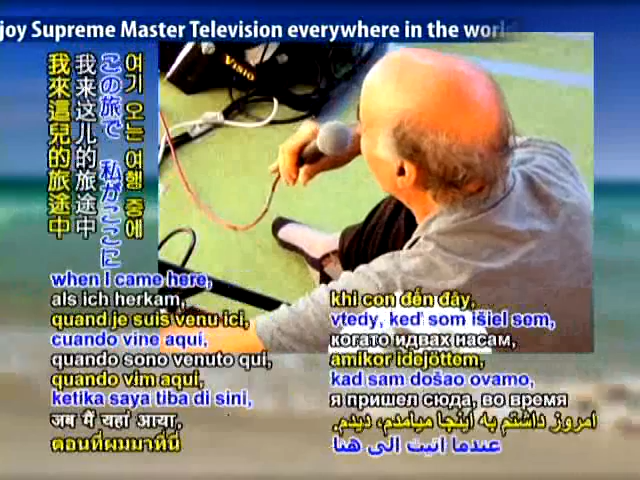 joy Supreme Master Television everywhere in the world
VISIO
여기 오는 여행 중에
この旅で 私がここに
我来这儿的旅途中
我來這兒的旅途中
when I came here,
als ich herkam,
quand je suis venu ici,
cuando vine aquí,
quando sono venuto qui,
quando vim aqui,
ketika saya tiba di sini,
जब मैं यहां आया,
ตอนที่ผมมาที่นี่
khi con đến đây,
vtedy, keď som išiel sem,
когато идвах насам,
amikor idejöttem,
kad sam došao ovamo,
я пришел сюда, во время
امروز داشتم به اینجا میامدم، دیدم.
عندما اتيت الى هنا